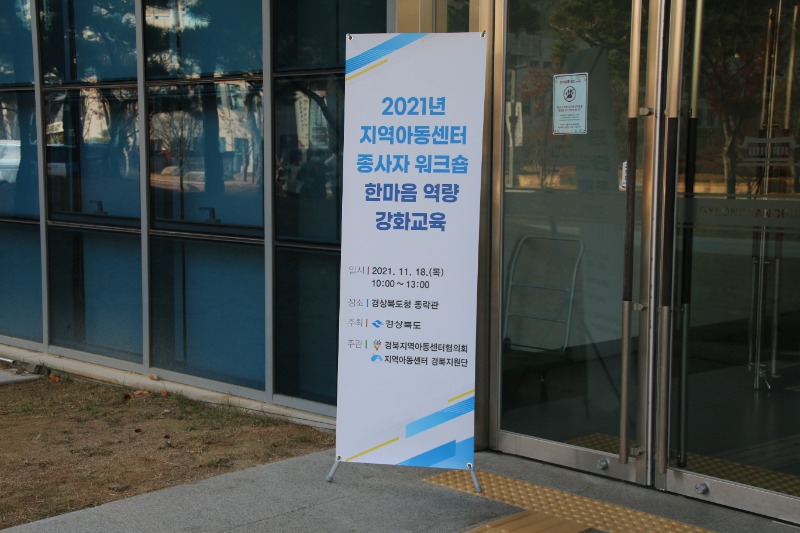 2021년
지역아동센터
종사자 워크숍
한마음 역량
강화교육
일시 | 2021. 11. 18.(목)
10:00 ~ 13:00
장소 | 경상북도청 동락관
주최 | 경상북도
주관 | 경북지역아동센터협의회
지역아동센터 경북지원단